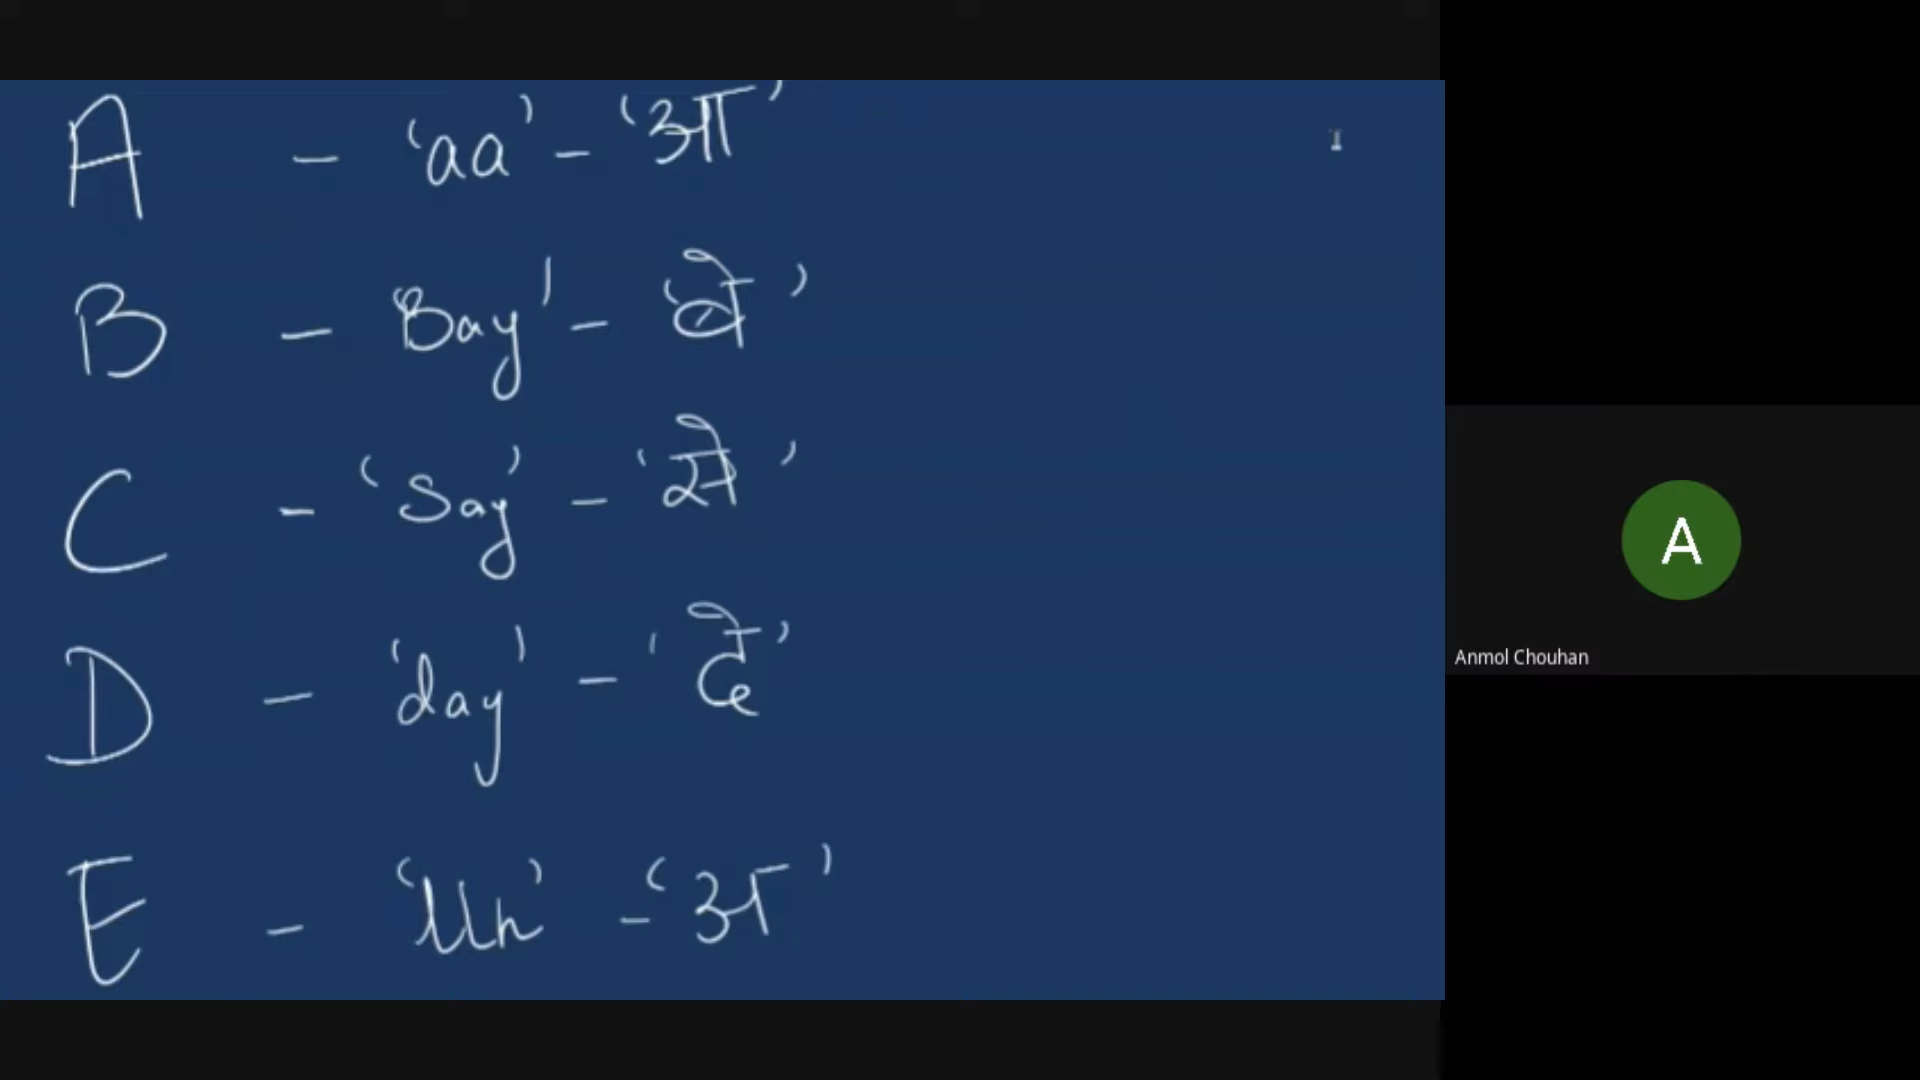 A - 'aa' - 'आ'
B - 'Bay' - 'बे'
C - 'Say' - 'से'
D - 'day' - 'दे'
E - 'Uh' - 'अ'
A
Anmol Chouhan